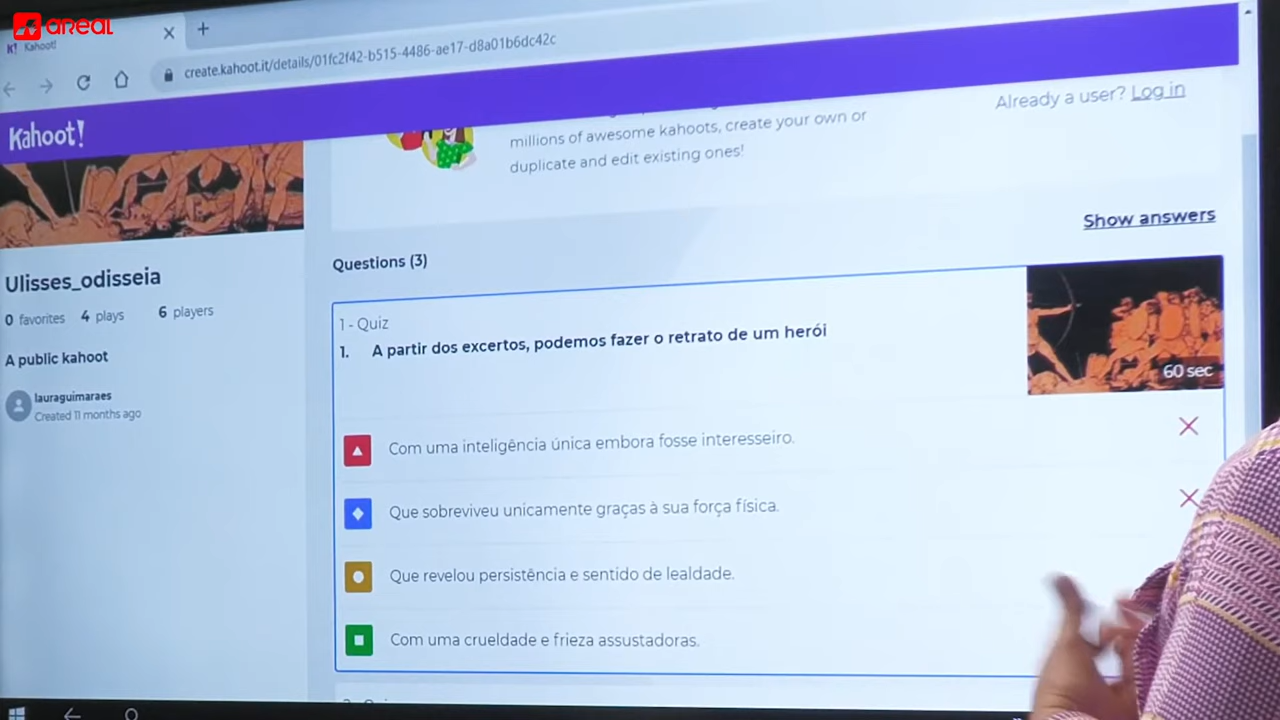 aREaL
K! Kahoot!
create.kahoot.it/details/01fc2f42-b515-4486-ae17-d8a01b6dc42c
Kahoot!
Already a user? Log in
millions of awesome kahoots, create your own or
duplicate and edit existing ones!
Show answers
Ulisses_odisseia
0 favorites 4 plays 6 players
A public kahoot
lauraguimaraes
Created 11 months ago
Questions (3)
1 - Quiz
1. A partir dos excertos, podemos fazer o retrato de um herói
60 sec
Com uma inteligência única embora fosse interesseiro.
Que sobreviveu unicamente graças à sua força física.
Que revelou persistência e sentido de lealdade.
Com uma crueldade e frieza assustadoras.